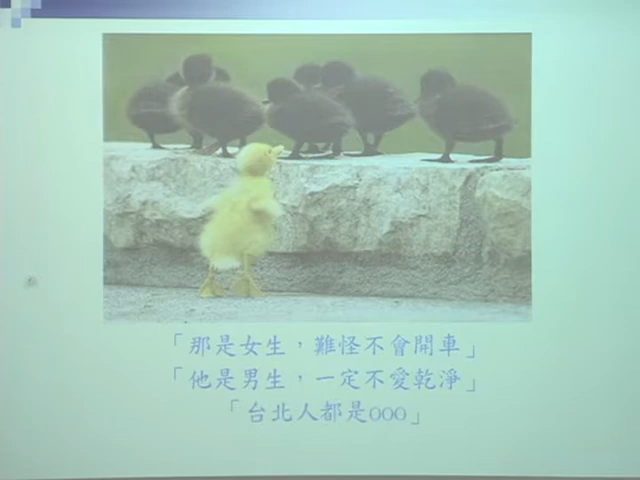 「那是女生，難怪不會開車」
「他是男生，一定不愛乾淨」
「台北人都是ooo」